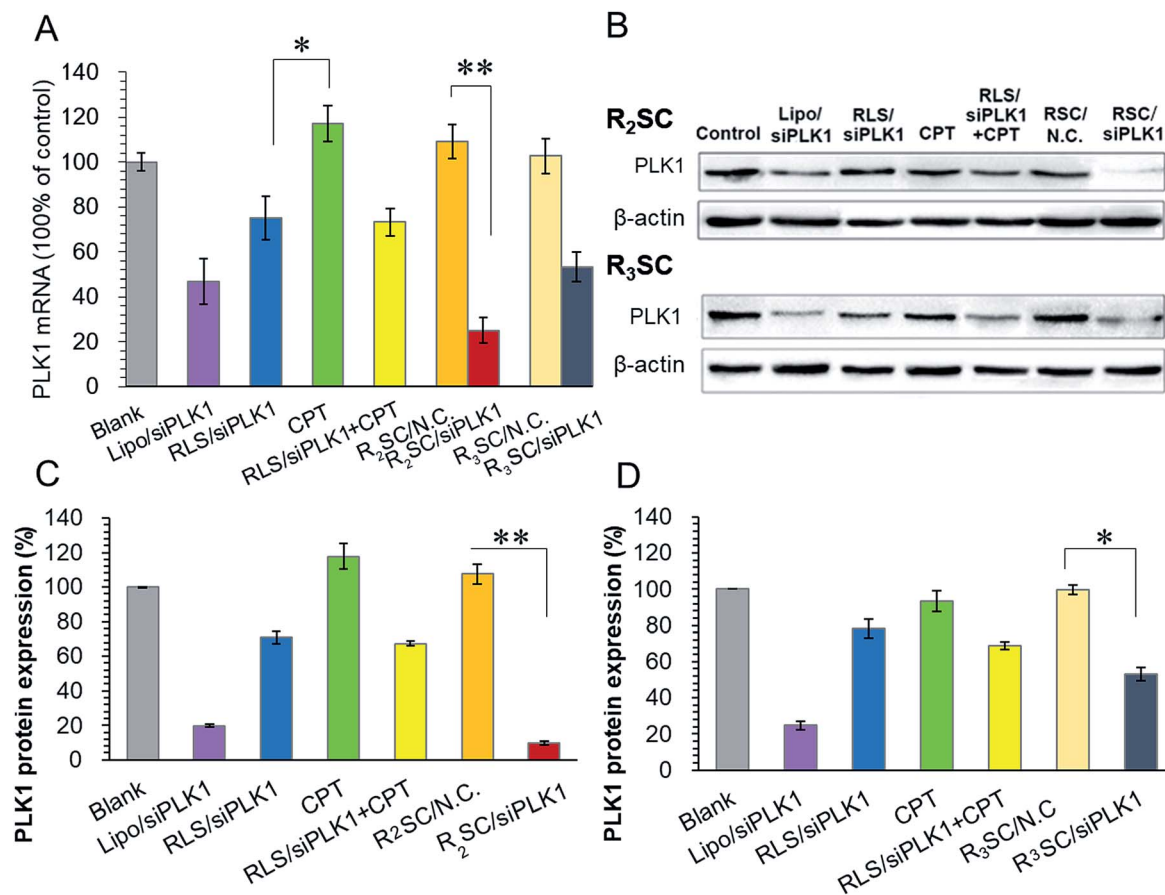 A
PLK1 mRNA (100% of control)
140
120
100
80
60
40
20
0
*
**
Blank
Lipo/siPLK1
RLS/siPLK1
CPT
RLS/siPLK1+CPT
R₂SC/N.C.
R₂SC/siPLK1
R₃SC/N.C.
R₃SC/siPLK1
B
R₂SC
Control
Lipo/
siPLK1
RLS/
siPLK1
CPT
RLS/
siPLK1
+CPT
RSC/
N.C.
RSC/
siPLK1
PLK1
β-actin
R₃SC
PLK1
β-actin
C
PLK1 protein expression (%)
140
120
100
80
60
40
20
0
**
Blank
Lipo/siPLK1
RLS/siPLK1
CPT
RLS/siPLK1+CPT
R₂SC/N.C.
R₂SC/siPLK1
D
PLK1 protein expression (%)
140
120
100
80
60
40
20
0
*
Blank
Lipo/siPLK1
RLS/siPLK1
CPT
RLS/siPLK1+CPT
R₃SC/N.C
R³SC/siPLK1